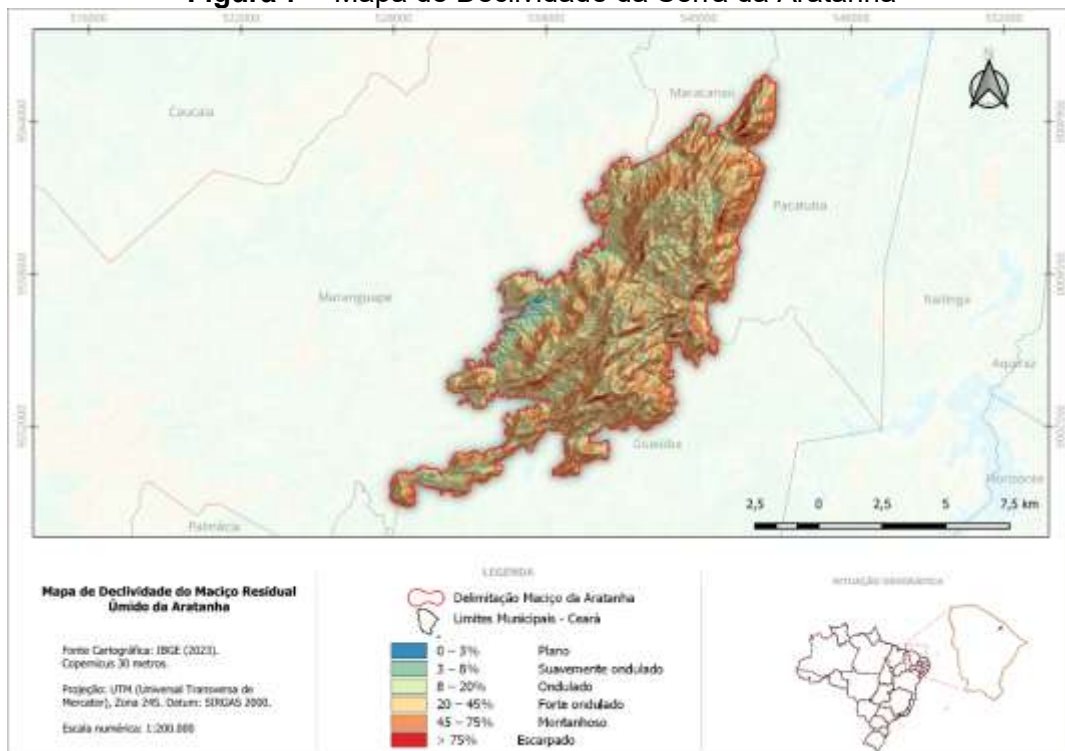 Mapa de Declividade da Serra da Aratanha
Caucaia
Maracanaú
Pacatuba
Maranguape
Itaitinga
Aquiraz
Guaiúba
Horizonte
Palmácia
N
2,5 0 2,5 5 7,5 km
Mapa de Declividade do Maciço Residual
Úmido da Aratanha
Fonte Cartográfica: IBGE (2023).
Copernicus 30 metros.
Projeção: UTM (Universal Transversa de
Mercator), Zona 24S. Datum: SIRGAS 2000.
Escala numérica: 1:200.000
LEGENDA
Delimitação Maciço da Aratanha
Limites Municipais - Ceará
0 – 3% Plano
3 – 8% Suavemente ondulado
8 – 20% Ondulado
20 – 45% Forte ondulado
45 – 75% Montanhoso
> 75% Escarpado
SITUAÇÃO GEOGRÁFICA